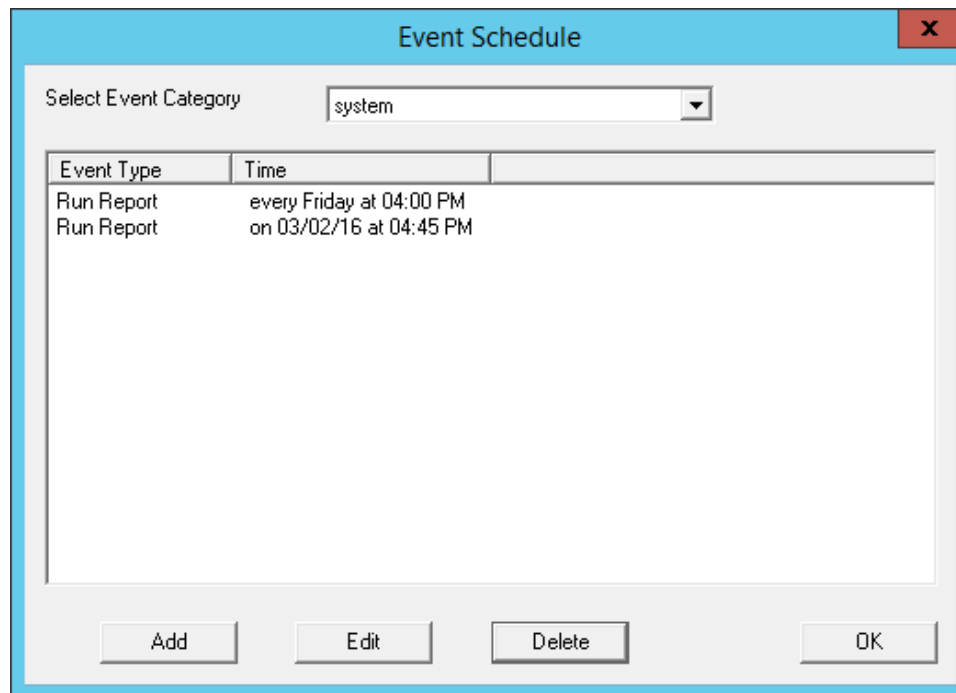 Event Schedule x
Select Event Category system
Event Type Time
Run Report every Friday at 04:00 PM
Run Report on 03/02/16 at 04:45 PM
Add Edit Delete OK